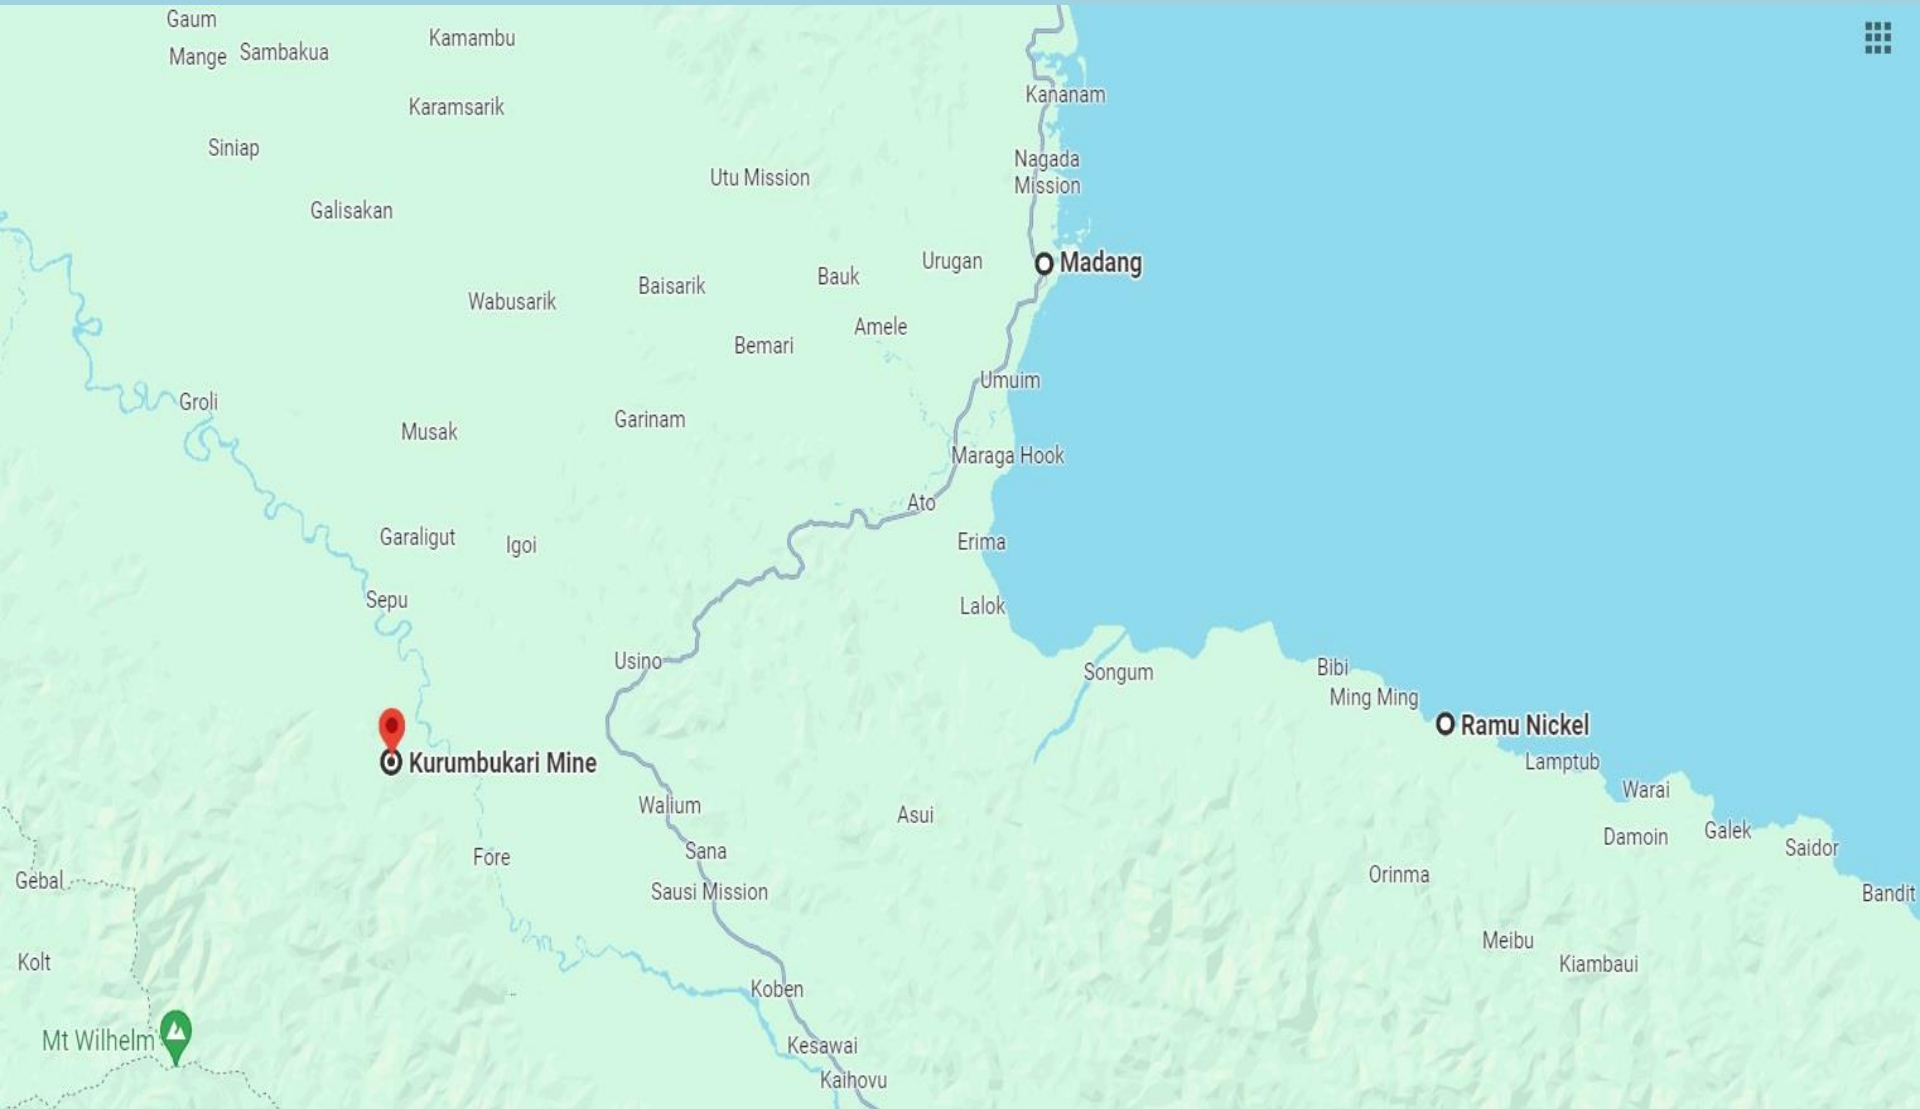 Gaum
Kamambu
Mange Sambakua
Kananam
Karamsarik
Siniap
Nagada
Mission
Utu Mission
Galisakan
Urugan
Madang
Bauk
Baisarik
Wabusarik
Amele
Bemari
Umuim
Groli
Garinam
Musak
Maraga Hook
Ato
Garaligut
Igoi
Erima
Sepu
Lalok
Usino
Songum
Bibi
Ming Ming
Ramu Nickel
Kurumbukari Mine
Lamptub
Warai
Walium
Asui
Galek
Damoin
Saidor
Sana
Fore
Orinma
Gebal
Sausi Mission
Bandit
Meibu
Kolt
Kiambaui
Koben
Mt Wilhelm
Kesawai
Kaihovu